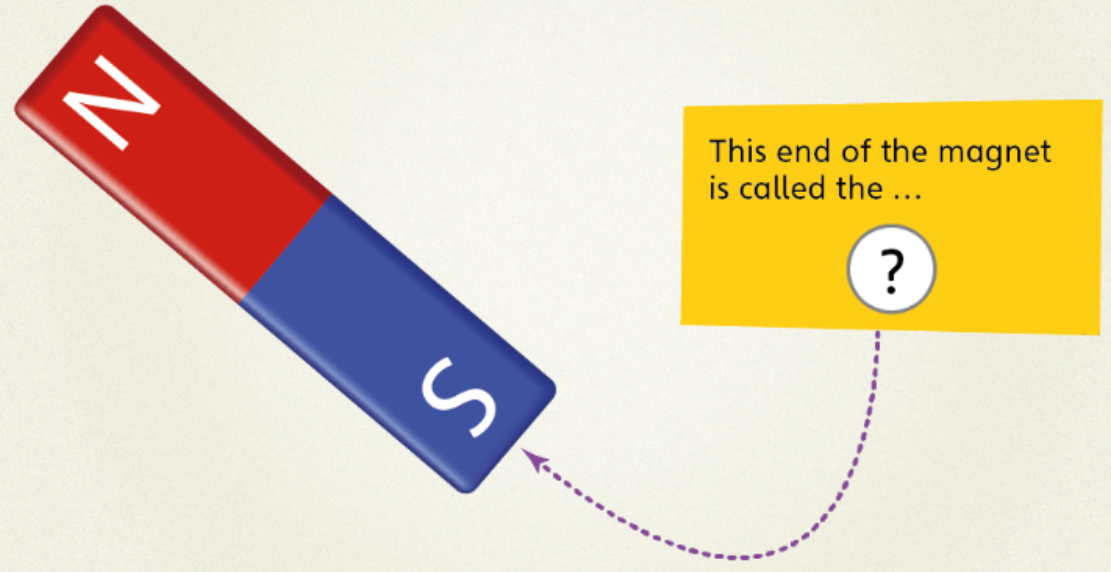 N
S
This end of the magnet
is called the ...
?